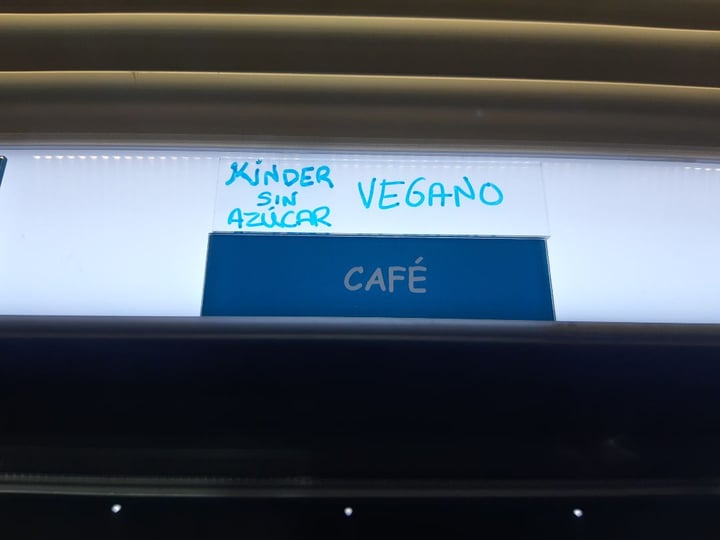 KINDER
SIN
AZÚCAR
VEGANO
CAFÉ